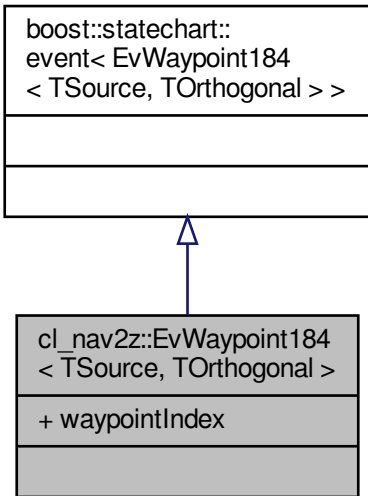 boost::statechart::
event< EvWaypoint184
< TSource, TOrthogonal > >
cl_nav2z::EvWaypoint184
< TSource, TOrthogonal >
+ waypointIndex